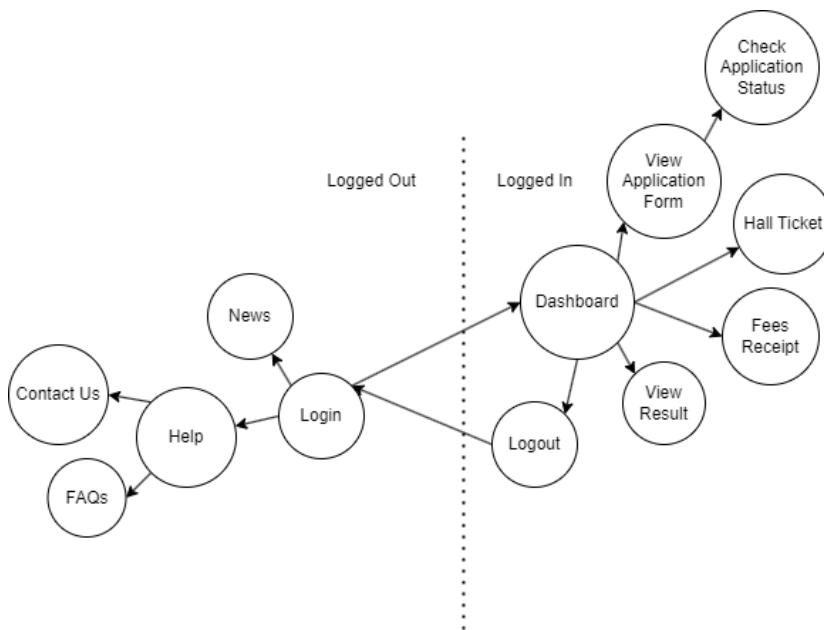 Check
Application
Status
Logged Out
Logged In
View
Application
Form
Hall Ticket
News
Dashboard
Fees
Receipt
Contact Us
Help
Login
View
Result
Logout
FAQs